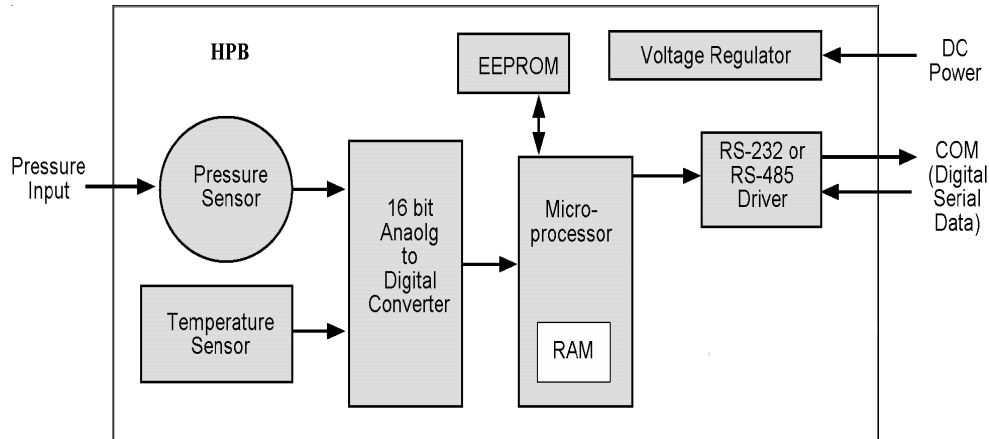 HPB
EEPROM
Voltage Regulator
DC
Power
Pressure
Input
Pressure
Sensor
16 bit
Anaolg
to
Digital
Converter
Micro-
processor
RS-232 or
RS-485
Driver
COM
(Digital
Serial
Data)
Temperature
Sensor
RAM